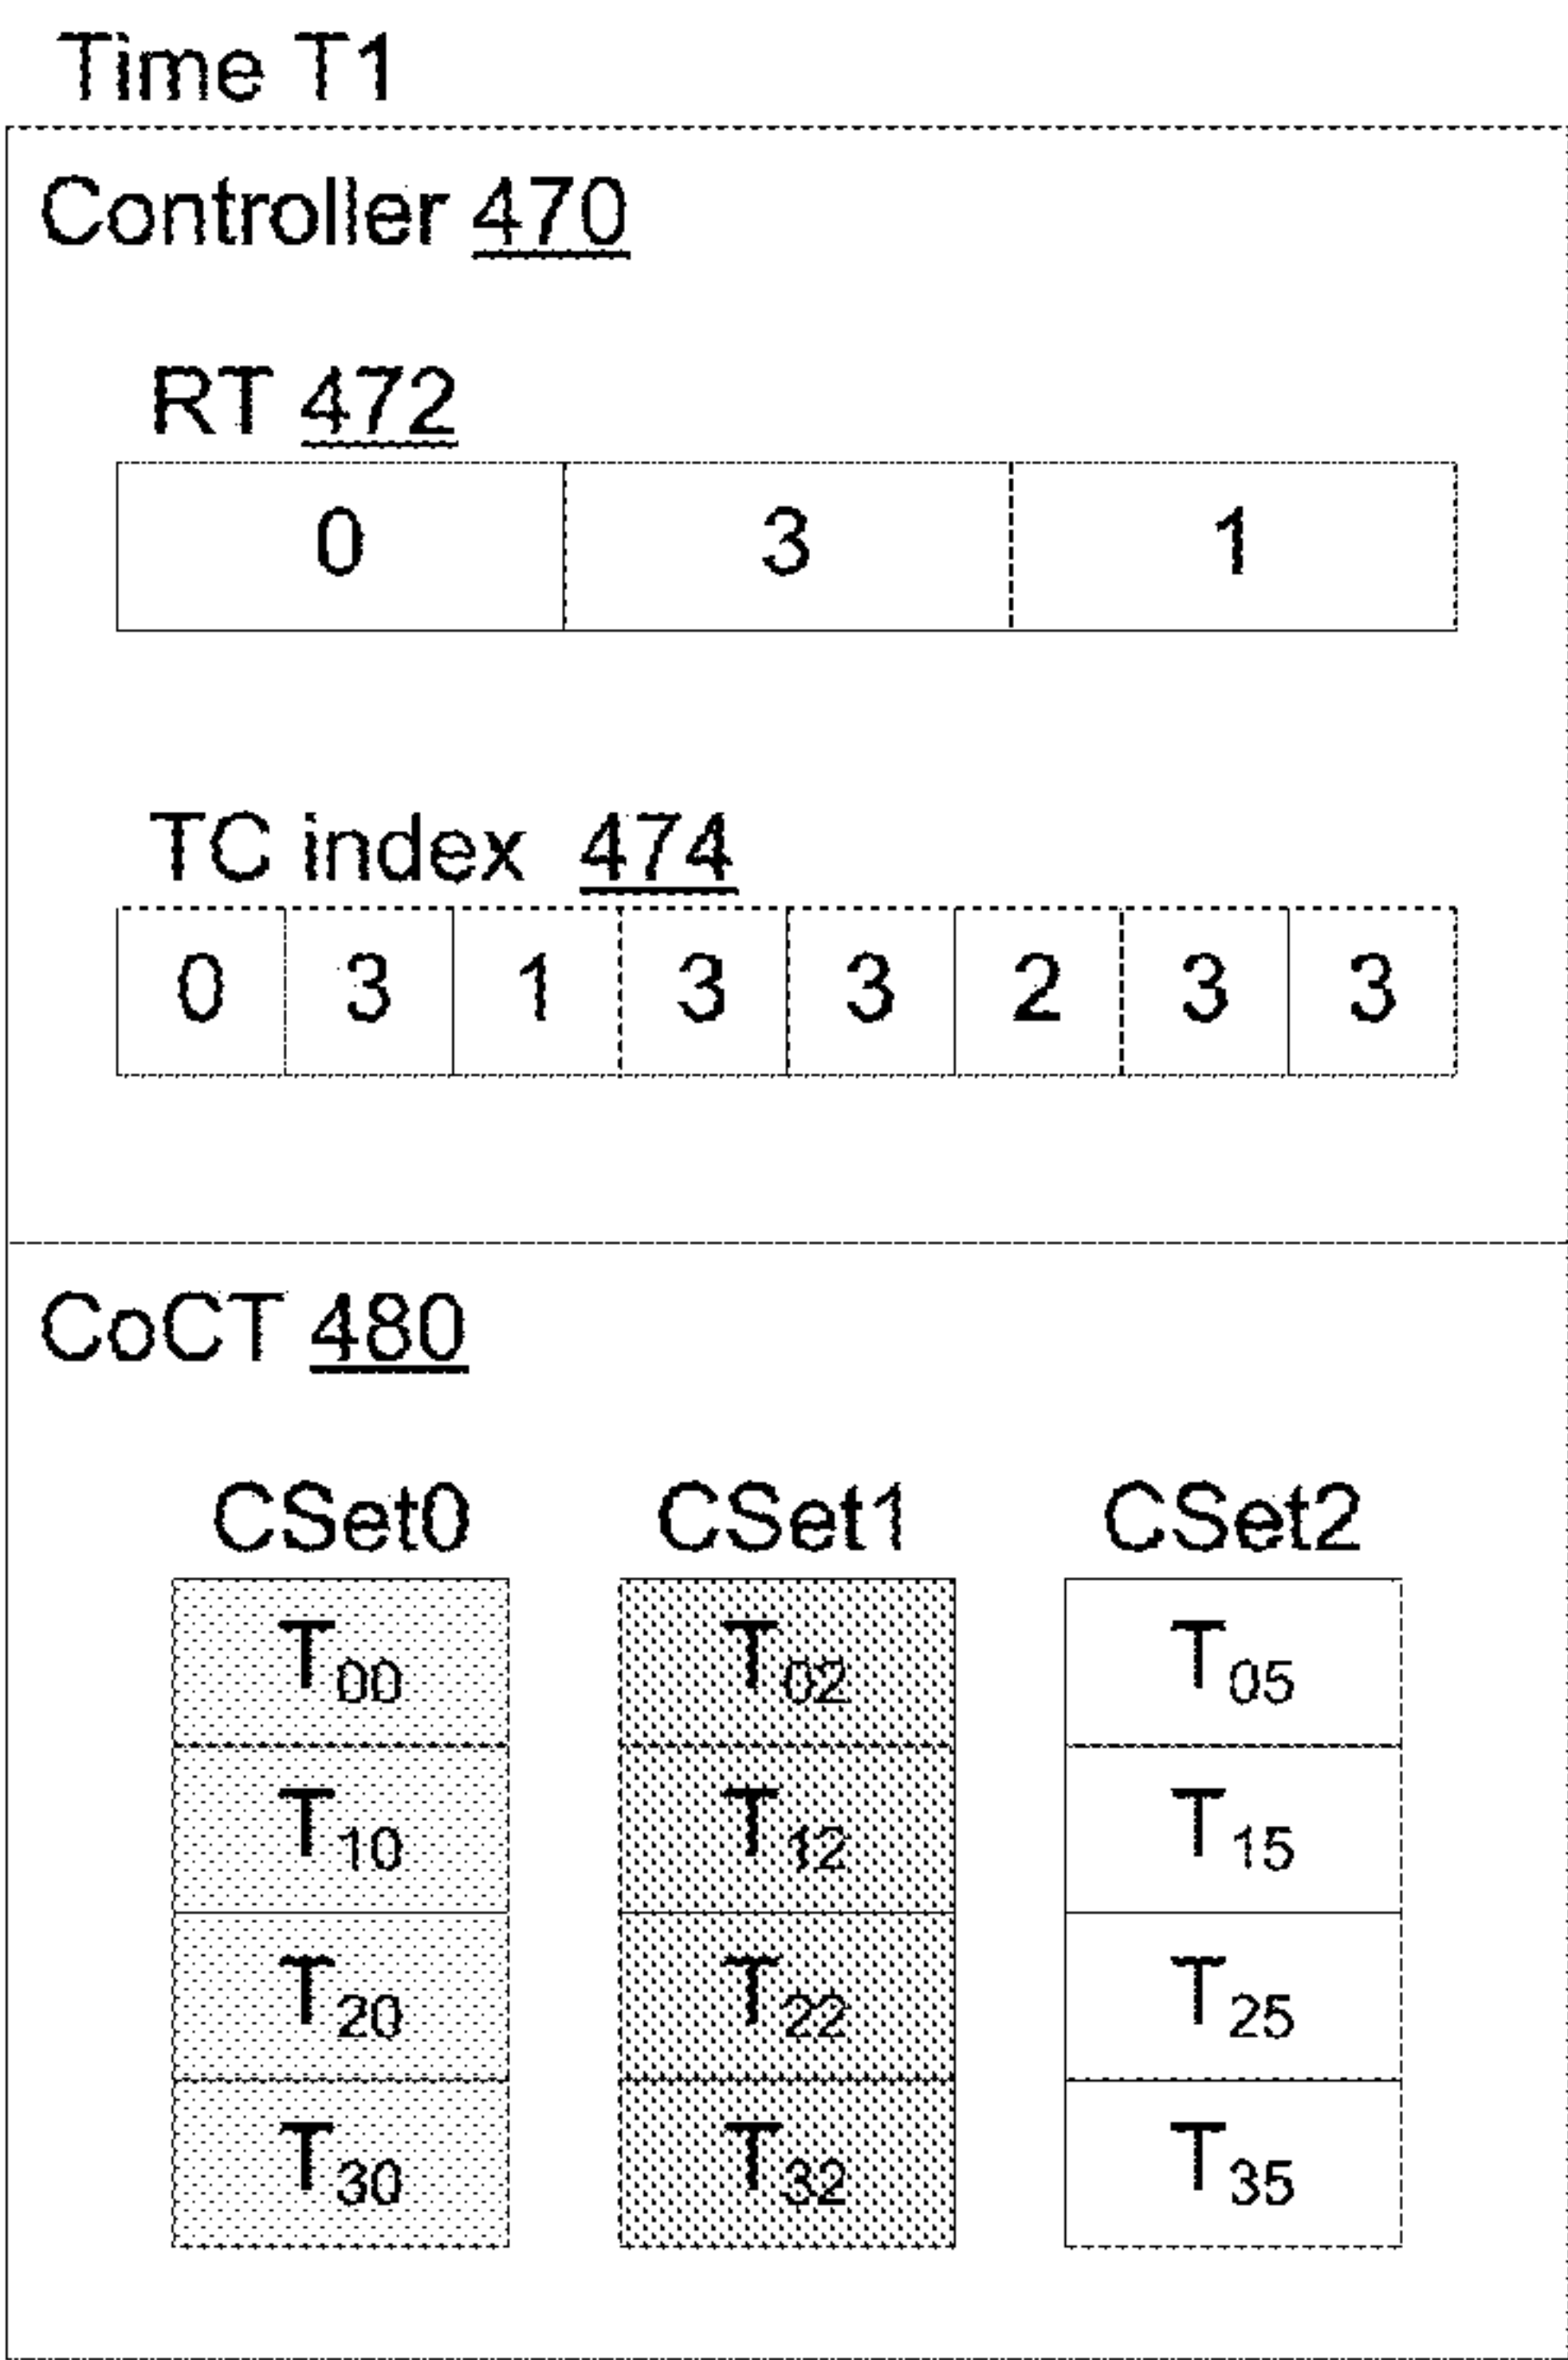 Time T1
Controller 470
RT 472
0 3 1
TC index 474
0 3 1 3 3 2 3 3
CoCT 480
CSet0 CSet1 CSet2
T00 T02 T05
T10 T12 T15
T20 T22 T25
T30 T32 T35